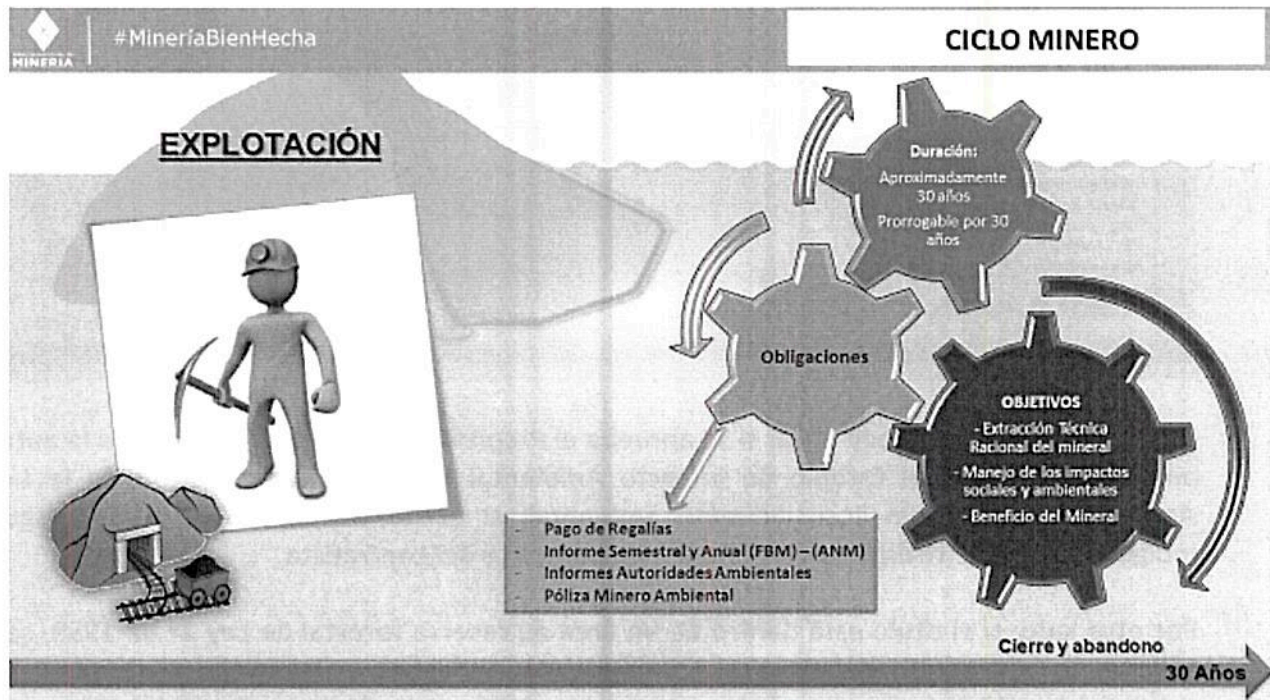 MINERÍA
#MineríaBienHecha
CICLO MINERO
EXPLOTACIÓN
Duración:
Aproximadamente
30 años
Prorrogable por 30
años
Obligaciones
OBJETIVOS
- Extracción Técnica
Racional del mineral
- Manejo de los impactos
sociales y ambientales
- Beneficio del Mineral
- Pago de Regalías
- Informe Semestral y Anual (FBM) – (ANM)
- Informes Autoridades Ambientales
- Póliza Minero Ambiental
Cierre y abandono
30 Años